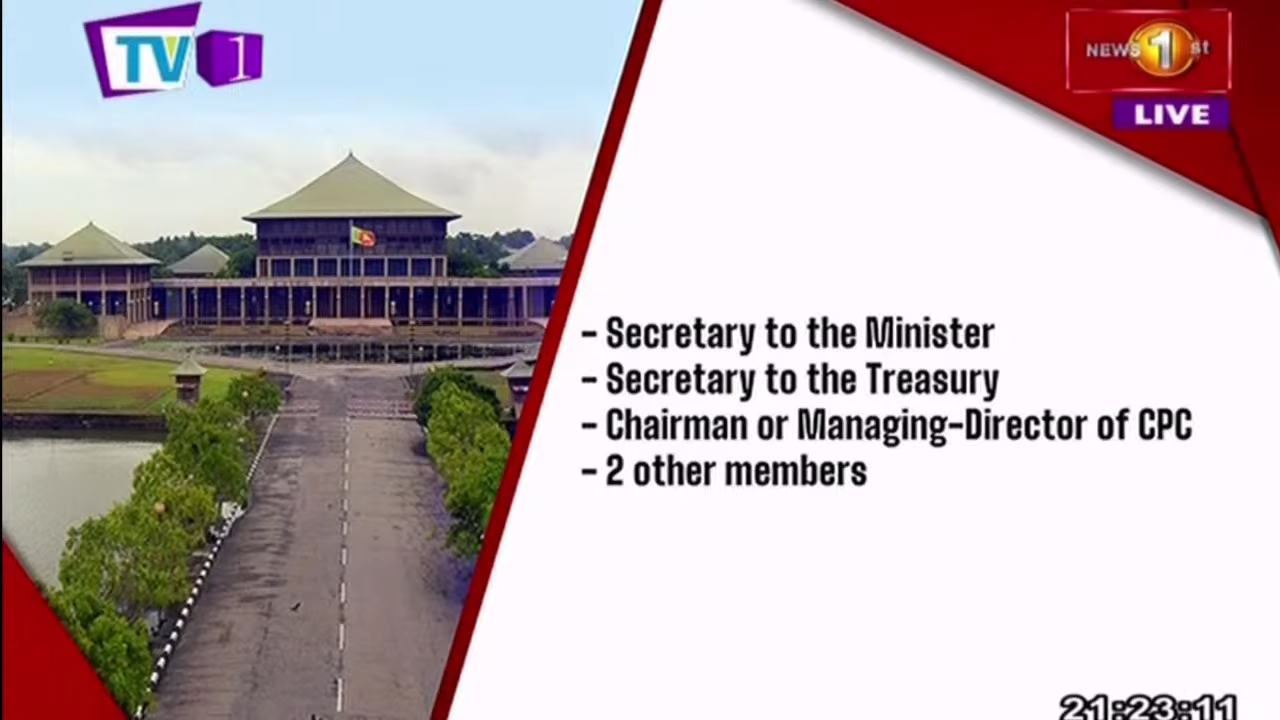 TV1
NEWS 1st
LIVE
- Secretary to the Minister
- Secretary to the Treasury
- Chairman or Managing-Director of CPC
- 2 other members
21:23:11